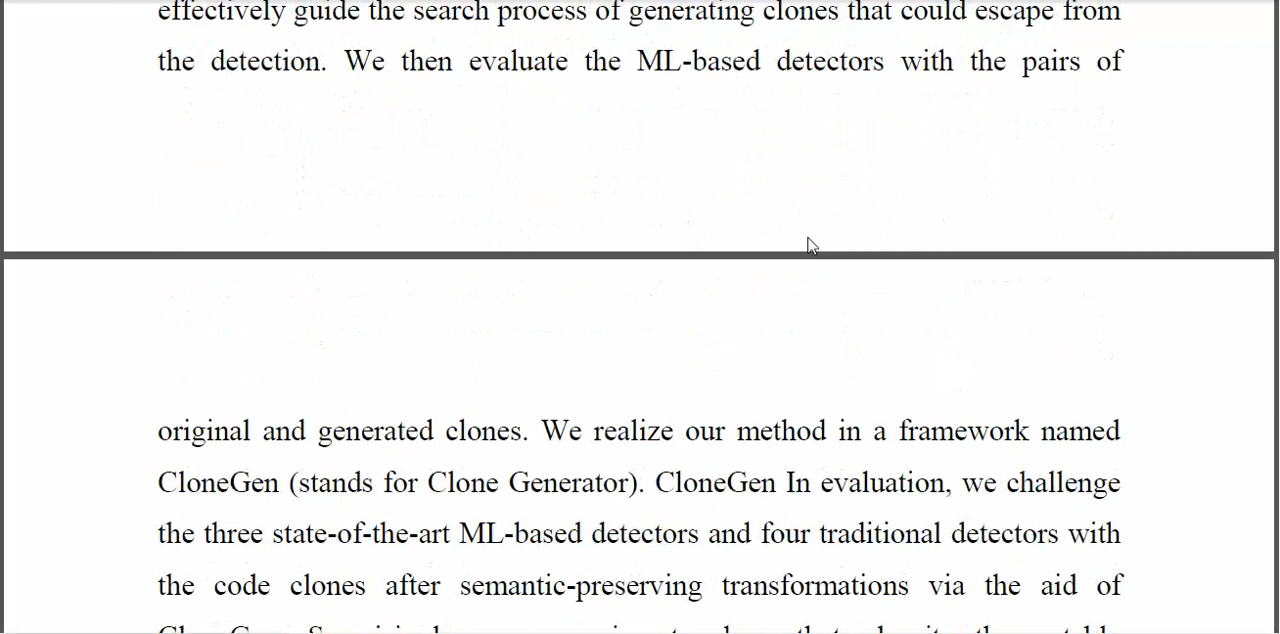 effectively guide the search process of generating clones that could escape from
the detection. We then evaluate the ML-based detectors with the pairs of
original and generated clones. We realize our method in a framework named
CloneGen (stands for Clone Generator). CloneGen In evaluation, we challenge
the three state-of-the-art ML-based detectors and four traditional detectors with
the code clones after semantic-preserving transformations via the aid of